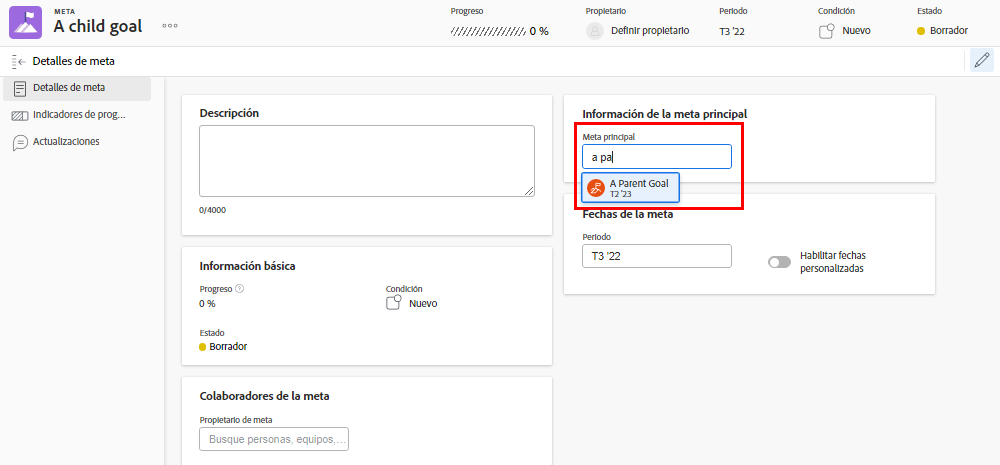 META
A child goal
Progreso
0 %
Propietario
Definir propietario
Periodo
T3 '22
Condición
Nuevo
Estado
Borrador
Detalles de meta
Detalles de meta
Indicadores de prog...
Actualizaciones
Descripción
0/4000
Información básica
Progreso
0 %
Condición
Nuevo
Estado
Borrador
Colaboradores de la meta
Propietario de meta
Busque personas, equipos,...
Información de la meta principal
Meta principal
a pa
A Parent Goal
T2 '23
Fechas de la meta
Periodo
T3 '22
Habilitar fechas
personalizadas